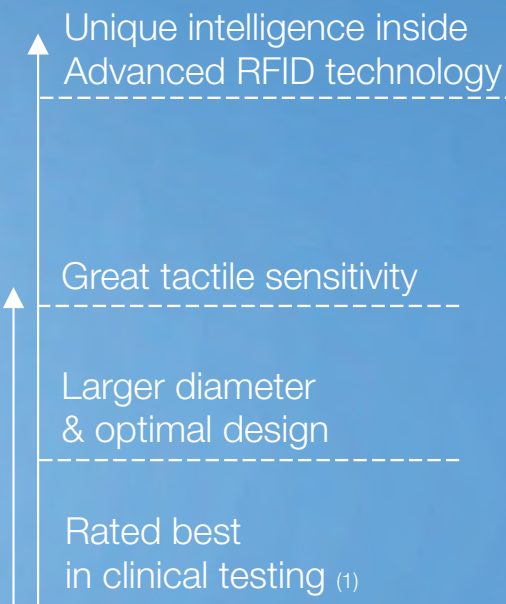 Unique intelligence inside
Advanced RFID technology
Great tactile sensitivity
Larger diameter
& optimal design
Rated best
in clinical testing (1)